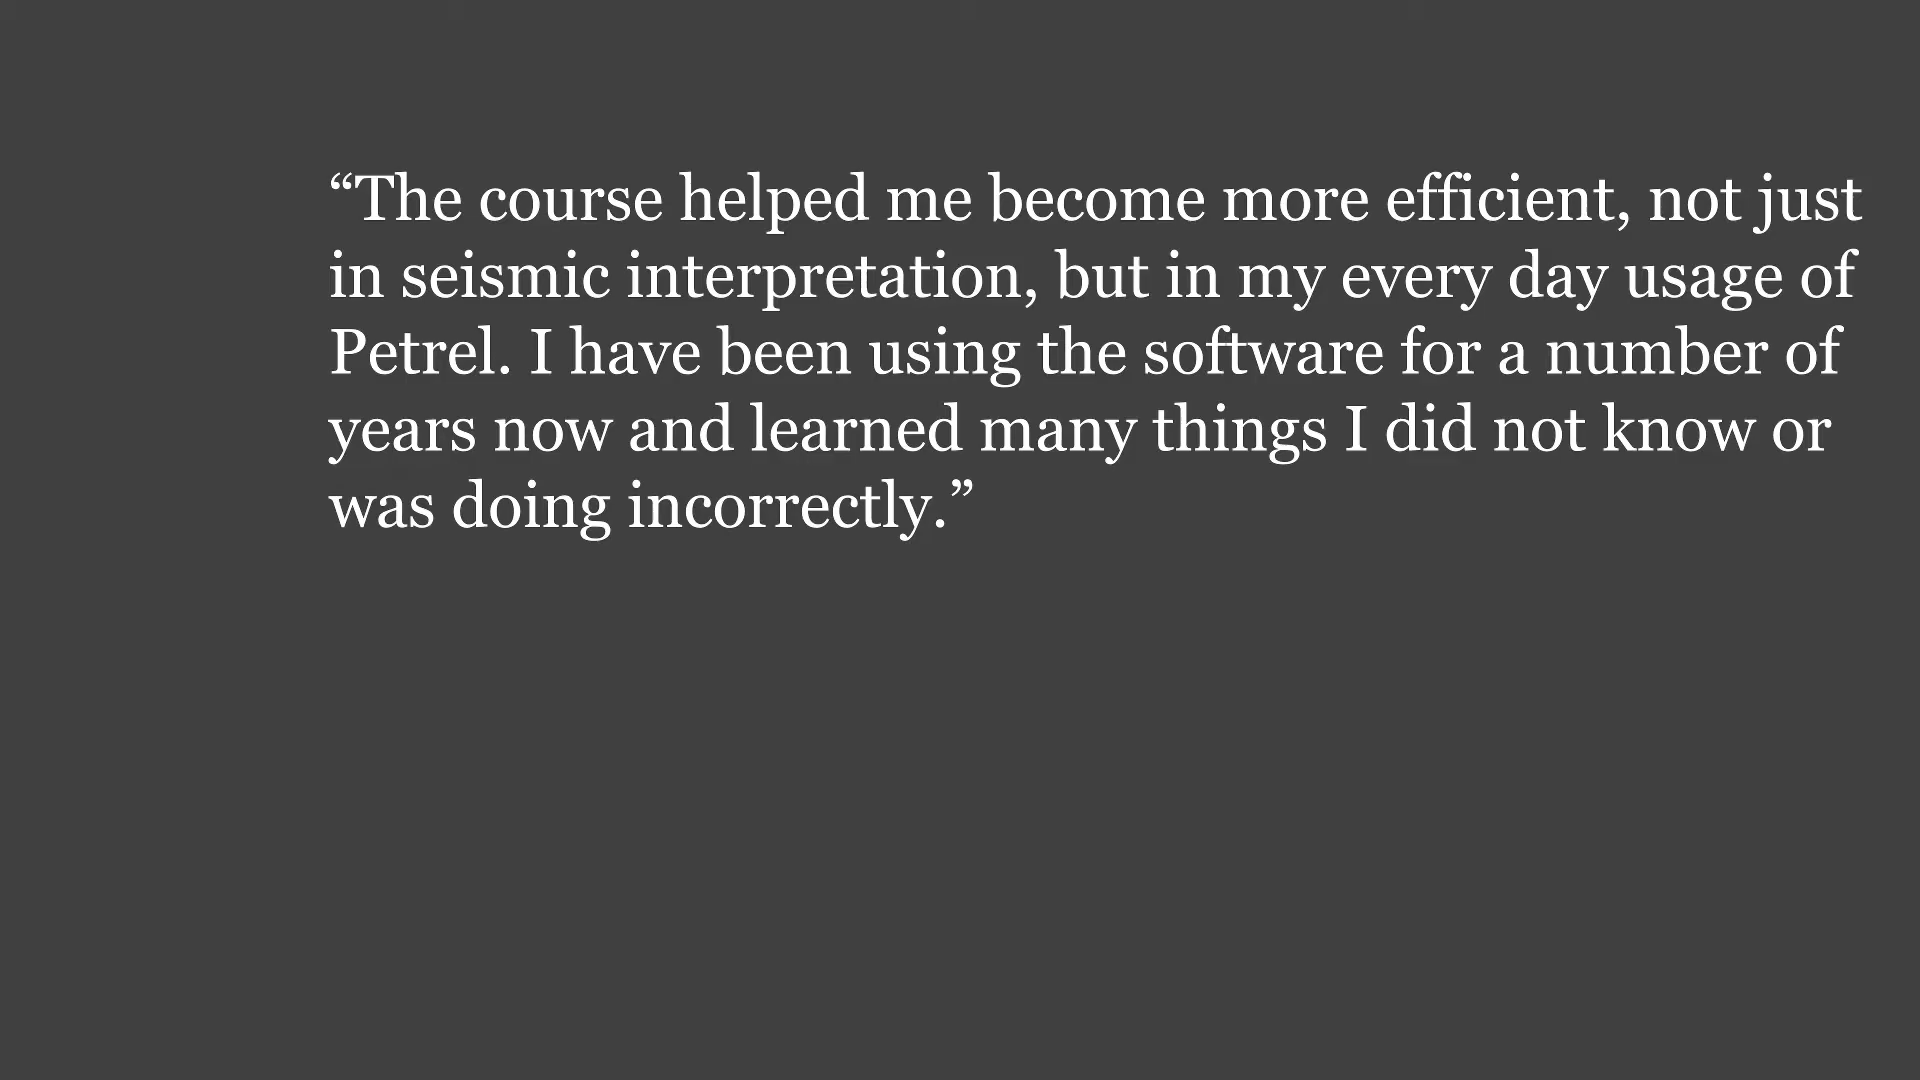 “The course helped me become more efficient, not just
in seismic interpretation, but in my every day usage of
Petrel. I have been using the software for a number of
years now and learned many things I did not know or
was doing incorrectly.”